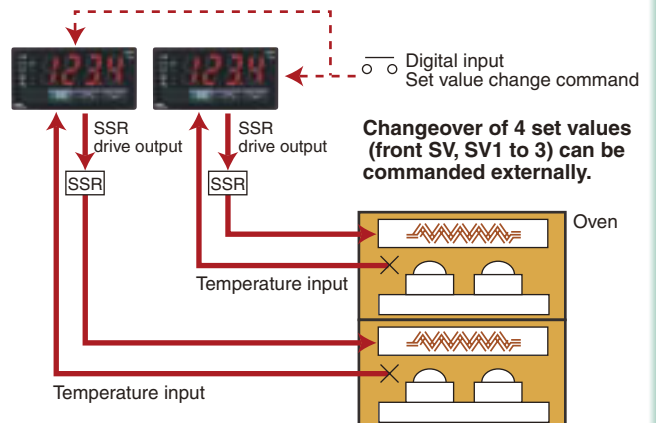 1234
1234
Digital input
Set value change command
SSR
drive output
SSR
drive output
Changeover of 4 set values
(front SV, SV1 to 3) can be
commanded externally.
SSR
SSR
Oven
Temperature input
Temperature input